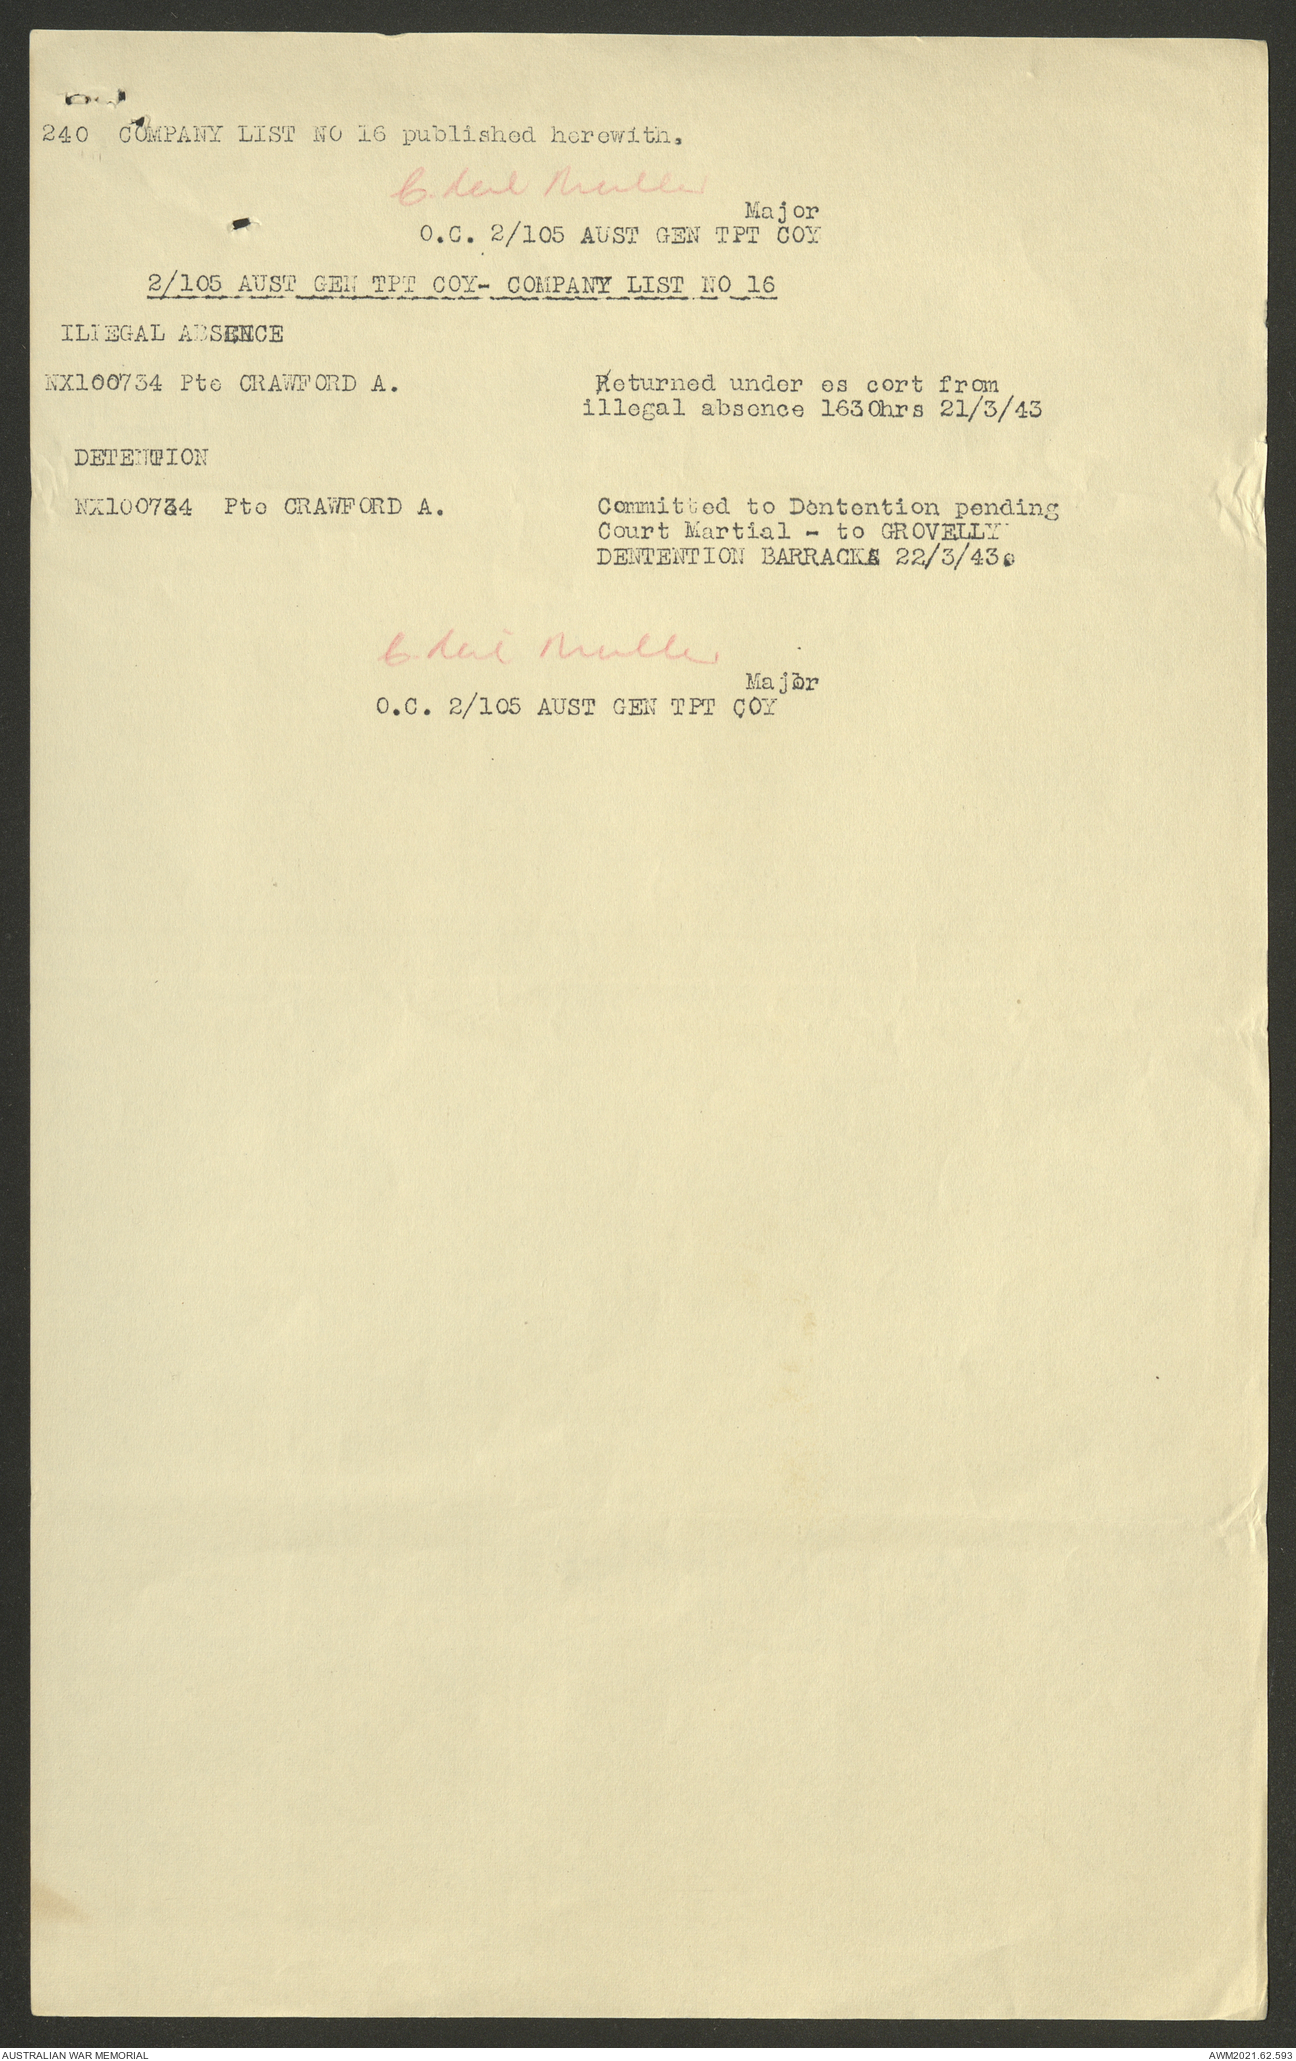 240 COMPANY LIST NO 16 published herewith.
Major
O.C. 2/105 AUST GEN TPT COY
2/105 AUST GEN TPT COY- COMPANY LIST NO 16
ILLEGAL ABSENCE
NX100734 Pte CRAWFORD A. Returned under es cort from
illegal absence 1630hrs 21/3/43
DETENTION
NX100734 Pte CRAWFORD A. Committed to Dentention pending
Court Martial - to GROVELLY
DENTENTION BARRACKS 22/3/43.
Major
O.C. 2/105 AUST GEN TPT COY
AUSTRALIAN WAR MEMORIAL AWM2021.62.593